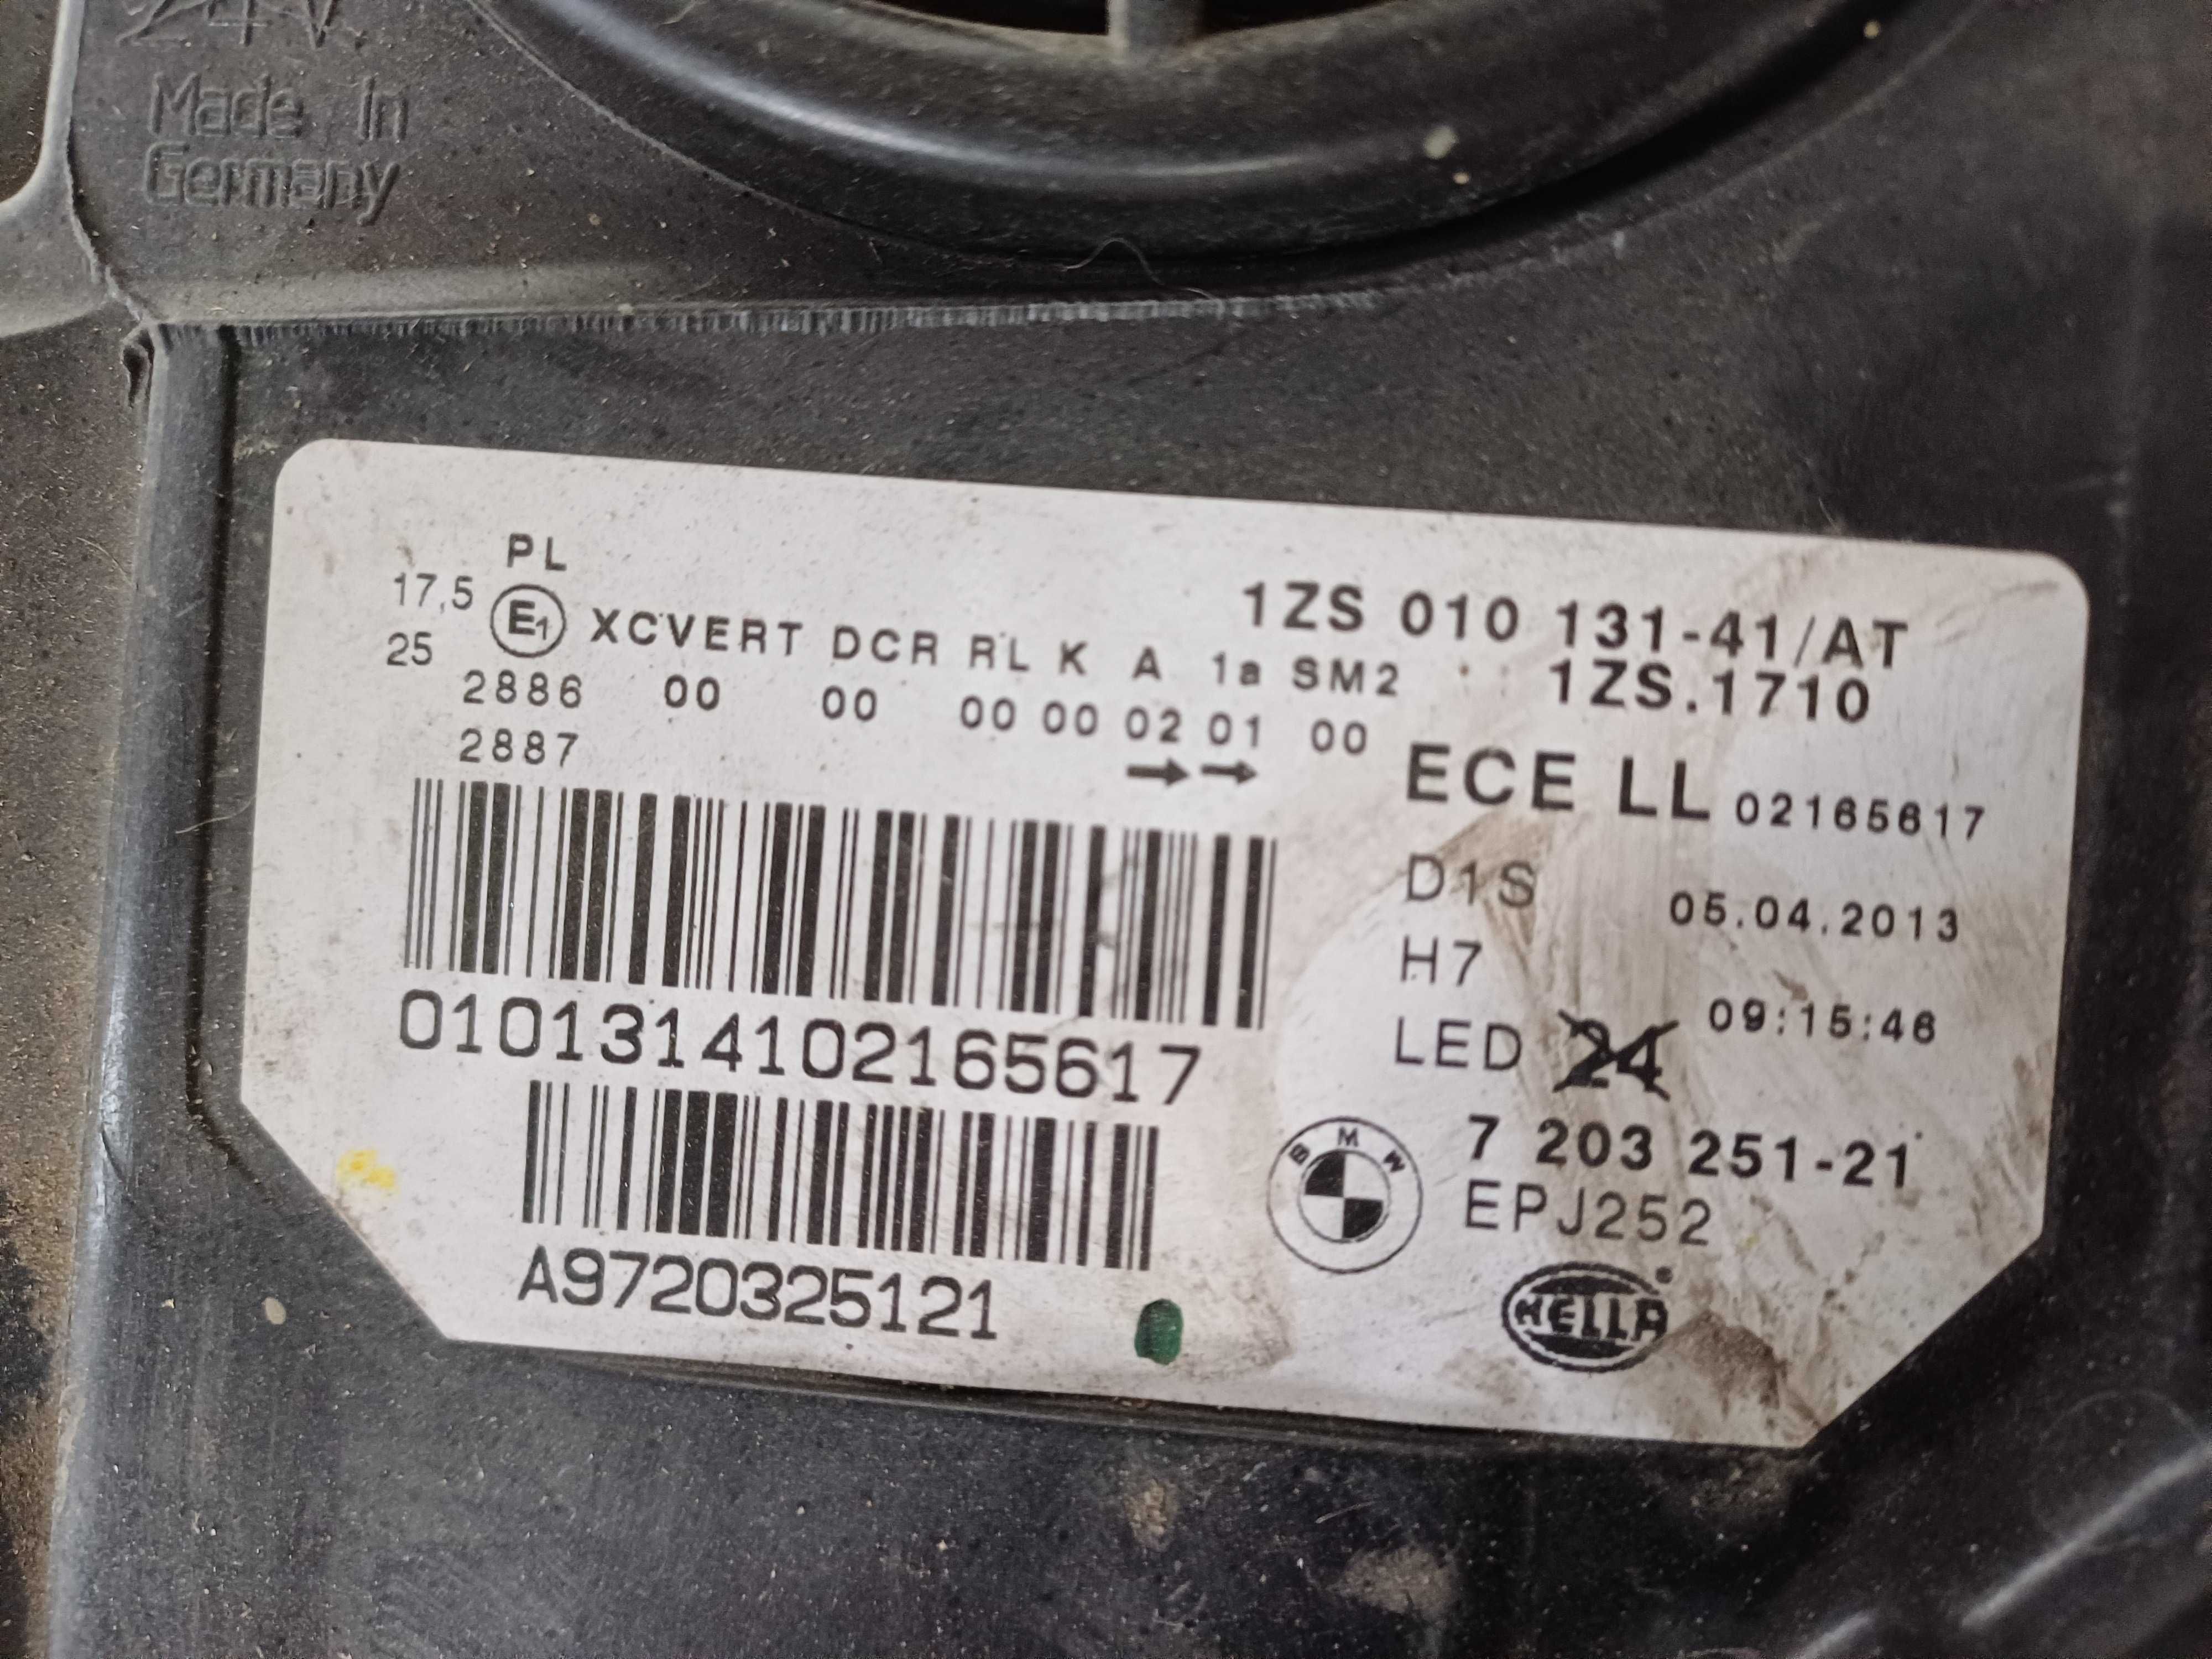 24V
Made In
Germany
PL
17,5 E1 XCVERT DCR RL K A 1a SM2
25
2886 00 00 00 00 02 01 00
2887
→ →
1ZS 010 131-41/AT
1ZS.1710
ECE LL 02165617
D1S 05.04.2013
H7
LED 24 09:15:46
0101314102165617
BMW
7 203 251-21
EPJ252
A9720325121
HELLA®